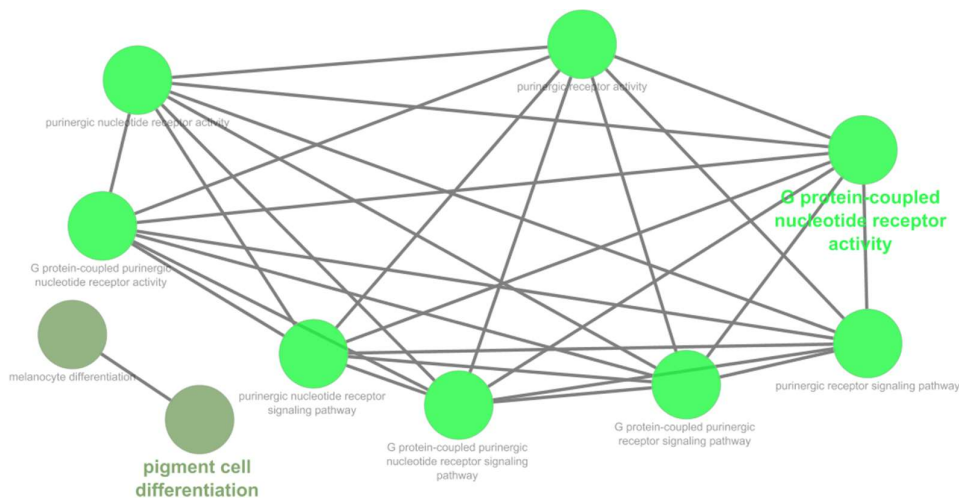 purinergic receptor activity
purinergic nucleotide receptor activity
G protein-coupled
nucleotide receptor
activity
G protein-coupled purinergic
nucleotide receptor activity
melanocyte differentiation
purinergic receptor signaling pathway
purinergic nucleotide receptor
signaling pathway
G protein-coupled purinergic
receptor signaling pathway
G protein-coupled purinergic
nucleotide receptor signaling
pathway
pigment cell
differentiation